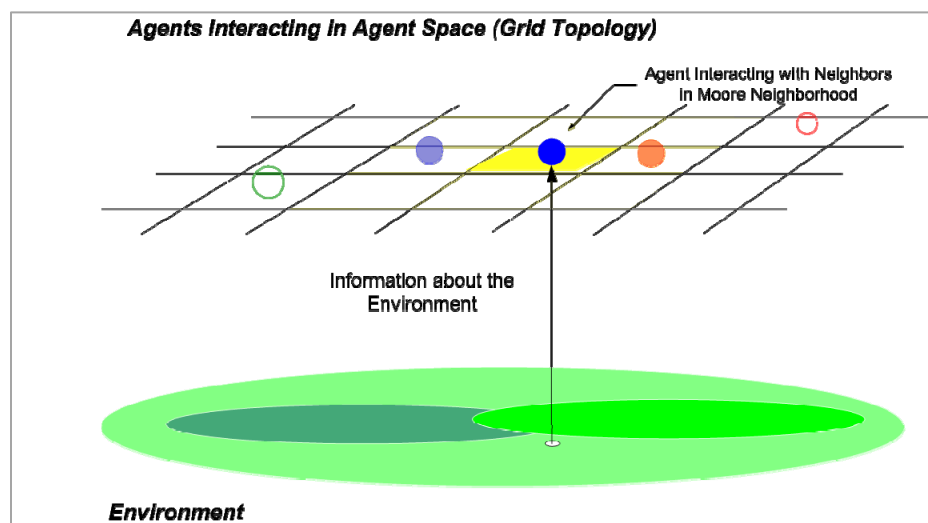 Agents Interacting in Agent Space (Grid Topology)
Agent Interacting with Neighbors
in Moore Neighborhood
Information about the
Environment
Environment